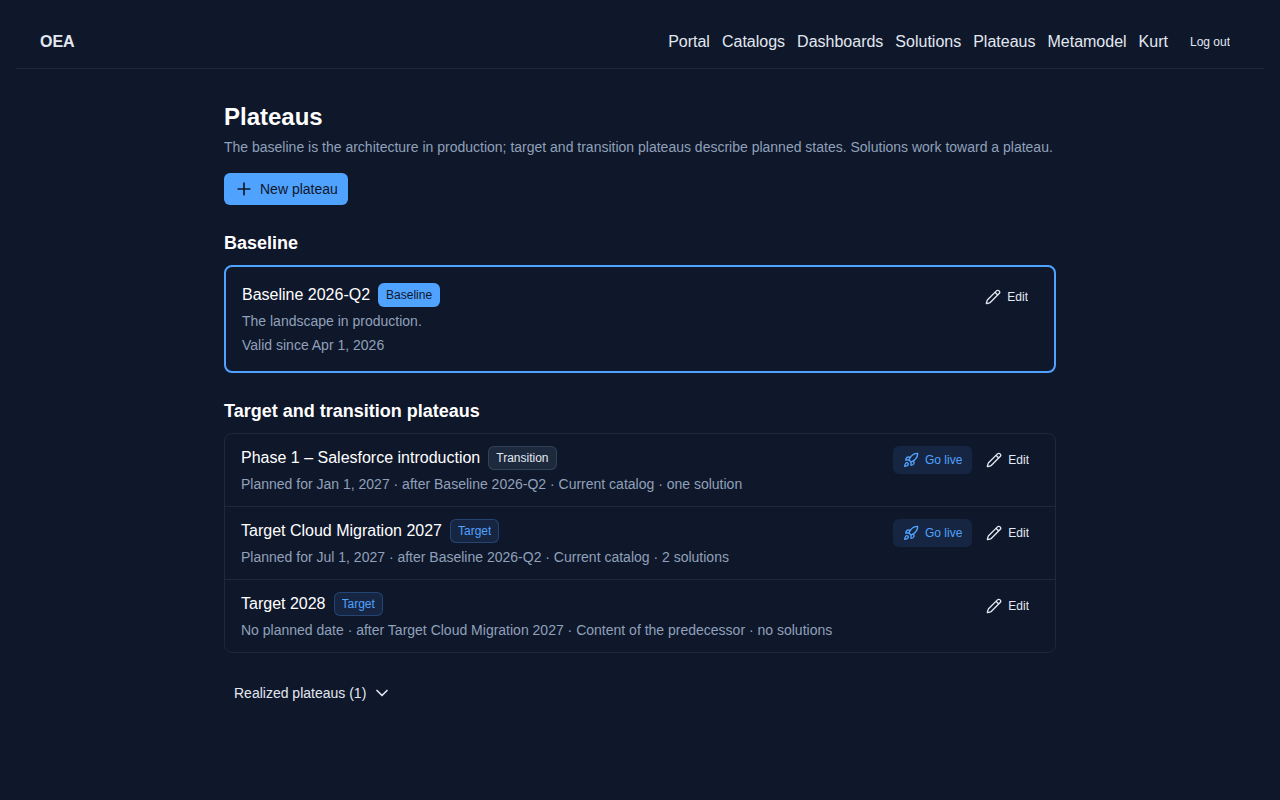 OEA
Portal Catalogs Dashboards Solutions Plateaus Metamodel Kurt Log out
Plateaus
The baseline is the architecture in production; target and transition plateaus describe planned states. Solutions work toward a plateau.
New plateau
Baseline
Baseline 2026-Q2 Baseline
Edit
The landscape in production.
Valid since Apr 1, 2026
Target and transition plateaus
Phase 1 – Salesforce introduction Transition
Go live Edit
Planned for Jan 1, 2027 · after Baseline 2026-Q2 · Current catalog · one solution
Target Cloud Migration 2027 Target
Go live Edit
Planned for Jul 1, 2027 · after Baseline 2026-Q2 · Current catalog · 2 solutions
Target 2028 Target
Edit
No planned date · after Target Cloud Migration 2027 · Content of the predecessor · no solutions
Realized plateaus (1)